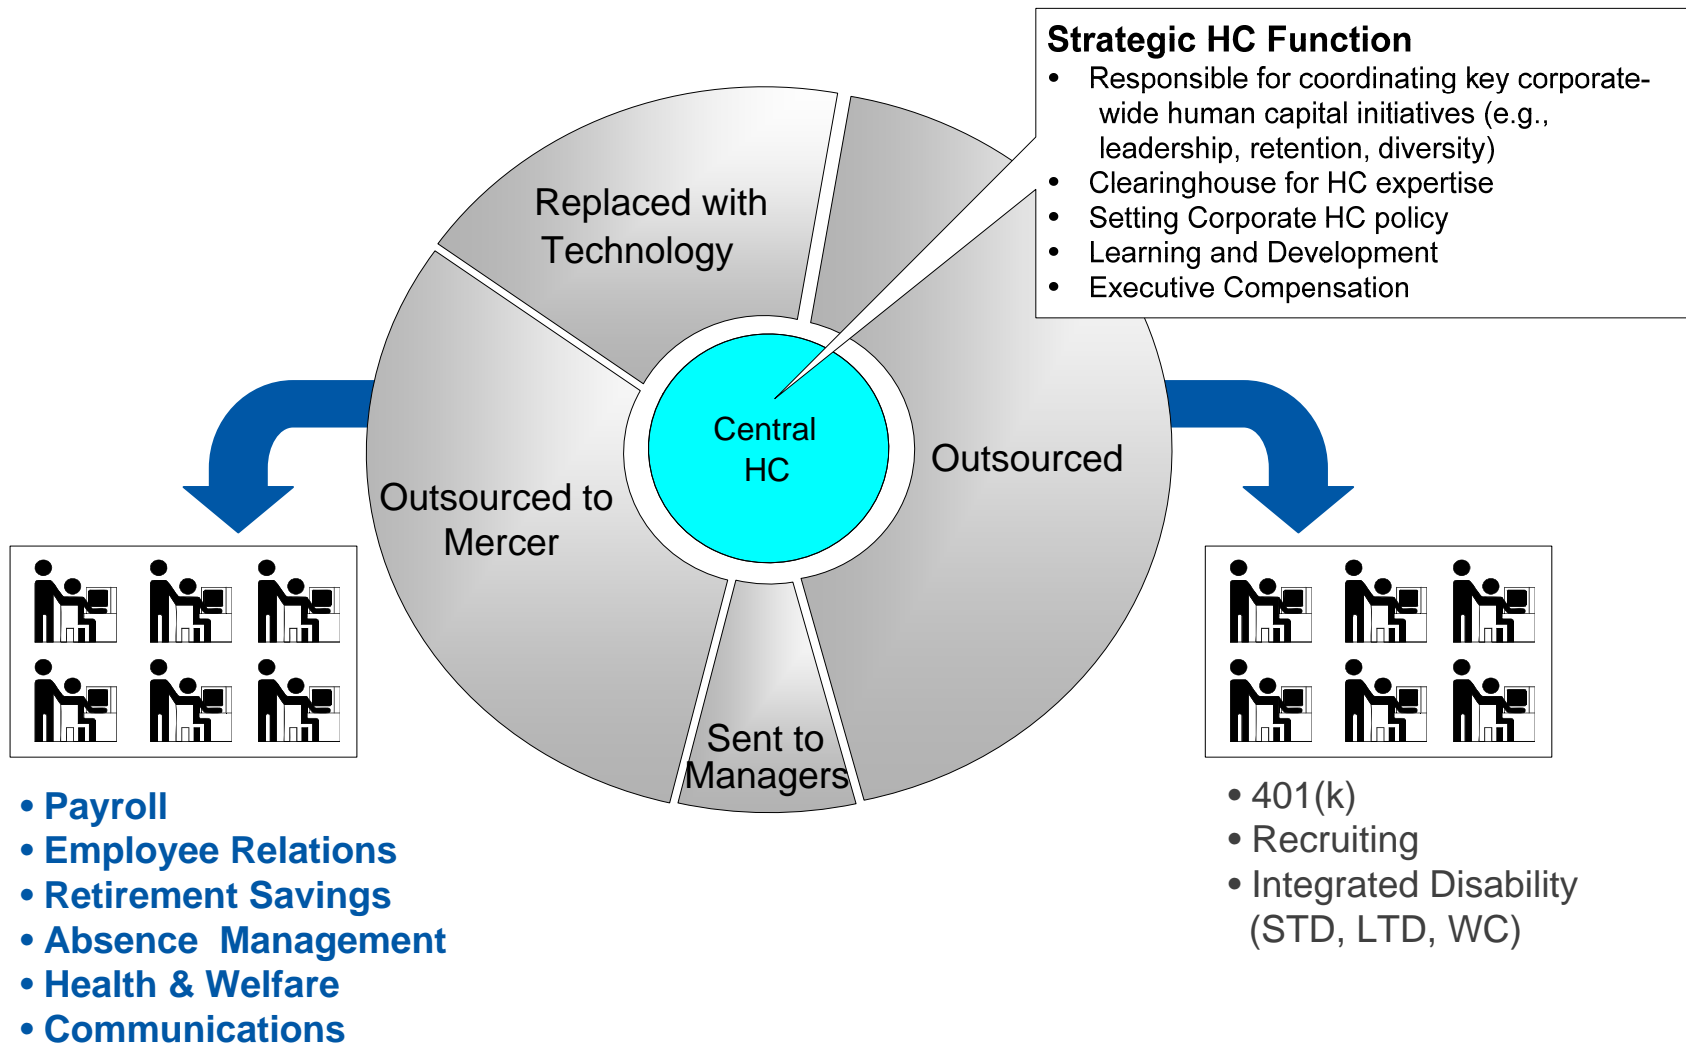 Strategic HC Function
• Responsible for coordinating key corporate-
wide human capital initiatives (e.g.,
leadership, retention, diversity)
• Clearinghouse for HC expertise
• Setting Corporate HC policy
• Learning and Development
• Executive Compensation
Replaced with
Technology
Central
HC
Outsourced
Outsourced to
Mercer
Sent to
Managers
• Payroll
• Employee Relations
• Retirement Savings
• Absence  Management
• Health & Welfare
• Communications
• 401(k)
• Recruiting
• Integrated Disability
(STD, LTD, WC)